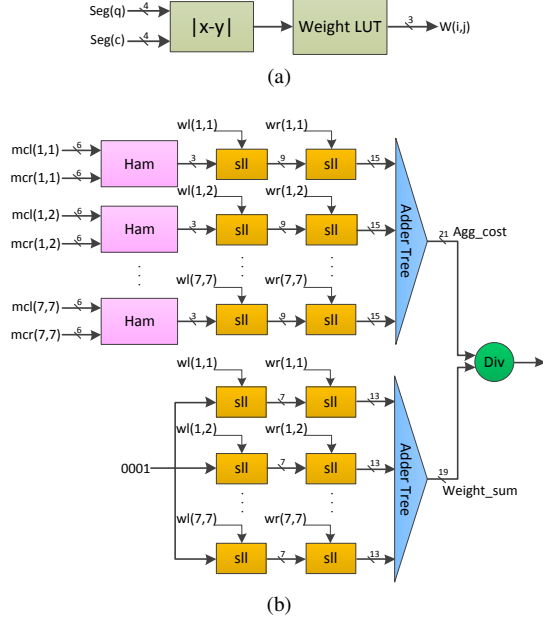 Seg(q) 4
Seg(c) 4
|x-y|
Weight LUT
3 W(i,j)
(a)
wl(1,1) wr(1,1)
mcl(1,1) 6
mcr(1,1) 6
Ham 3 sll 9 sll 15
wl(1,2) wr(1,2)
mcl(1,2) 6
mcr(1,2) 6
Ham 3 sll 9 sll 15
wl(7,7) wr(7,7)
mcl(7,7) 6
mcr(7,7) 6
Ham 3 sll 9 sll 15
Adder Tree
21 Agg_cost
Div
wl(1,1) wr(1,1)
sll 7 sll 13
wl(1,2) wr(1,2)
0001 sll 7 sll 13
wl(7,7) wr(7,7)
sll 7 sll 13
Adder Tree
19
Weight_sum
(b)